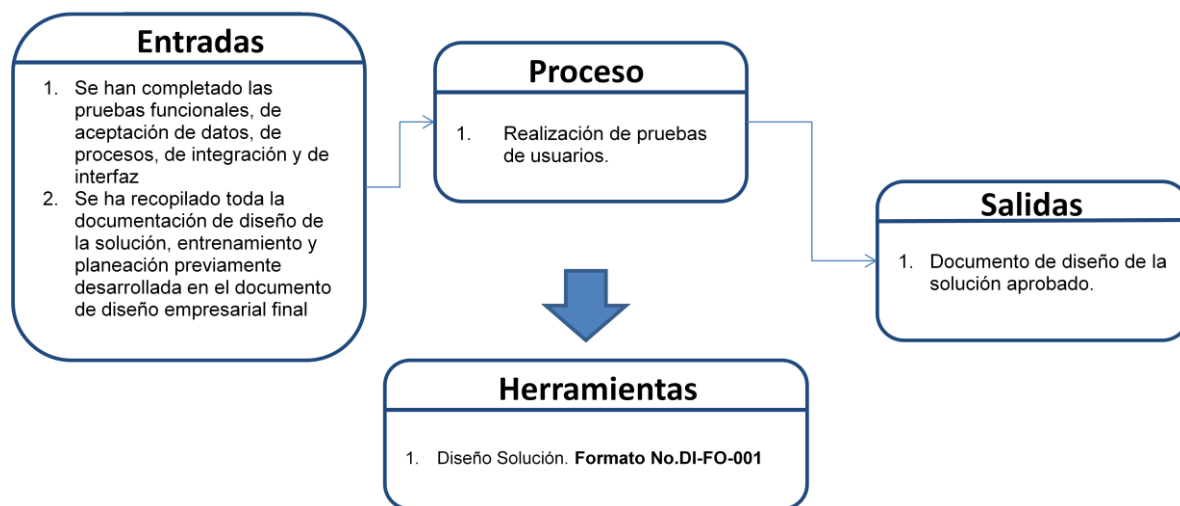 Entradas
1. Se han completado las
pruebas funcionales, de
aceptación de datos, de
procesos, de integración y de
interfaz
2. Se ha recopilado toda la
documentación de diseño de
la solución, entrenamiento y
planeación previamente
desarrollada en el documento
de diseño empresarial final
Proceso
1. Realización de pruebas
de usuarios.
Salidas
1. Documento de diseño de la
solución aprobado.
Herramientas
1. Diseño Solución. Formato No.DI-FO-001